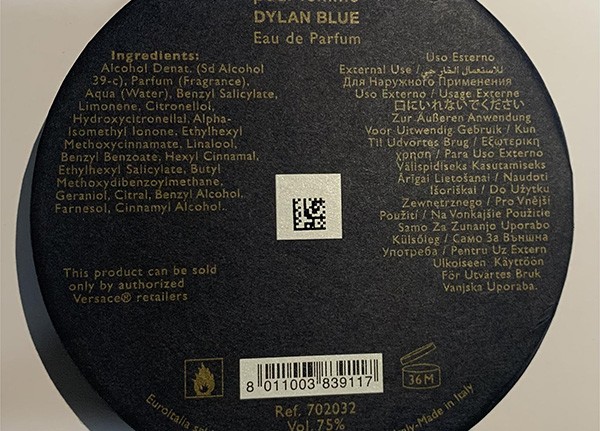 pour femme
DYLAN BLUE
Eau de Parfum
Ingredients:
Alcohol Denat. (Sd Alcohol
39-c), Parfum (Fragrance),
Aqua (Water), Benzyl Salicylate,
Limonene, Citronellol,
Hydroxycitronellal, Alpha-
Isomethyl Ionone, Ethylhexyl
Methoxycinnamate, Linalool,
Benzyl Benzoate, Hexyl Cinnamal,
Ethylhexyl Salicylate, Butyl
Methoxydibenzoylmethane,
Geraniol, Citral, Benzyl Alcohol,
Farnesol, Cinnamyl Alcohol.
Uso Esterno
External Use / للاستعمال الخارجي /
Для Наружного Применения
Uso Externo / Usage Externe
口にいれないでください
Zur Äußeren Anwendung
Voor Uitwendig Gebruik / Kun
Til Udvortes Brug / Εξωτερική
χρήση / Para Uso Externo
Välispidiseks Kasutamiseks
Ārīgai Lietošanai / Naudoti
Išoriškai / Do Użytku
Zewnętrznego / Pro Vnější
Použití / Na Vonkajšie Použitie
Samo Za Zunanjo Uporabo
Külsőleg / Само За Външна
Употреба / Pentru Uz Extern
Ulkoiseen Käyttöön
För Utvärtes Bruk
Vanjska Uporaba.
This product can be sold
only by authorized
Versace® retailers
8 011003 839117
36 M
Ref. 702032
Vol. 75%
EuroItalia
Made in Italy